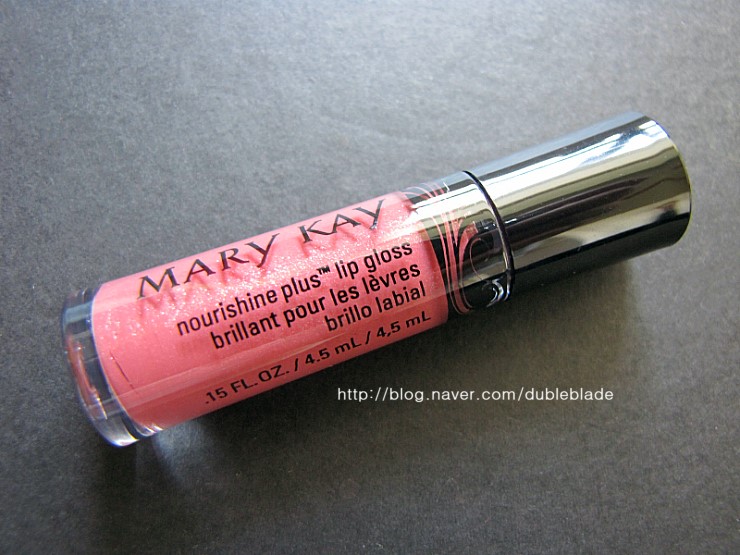 MARY KAY
nourishine plus™ lip gloss
brillant pour les lèvres
brillo labial
.15 FL.OZ. / 4.5 mL / 4,5 mL
http://blog.naver.com/dubleblade